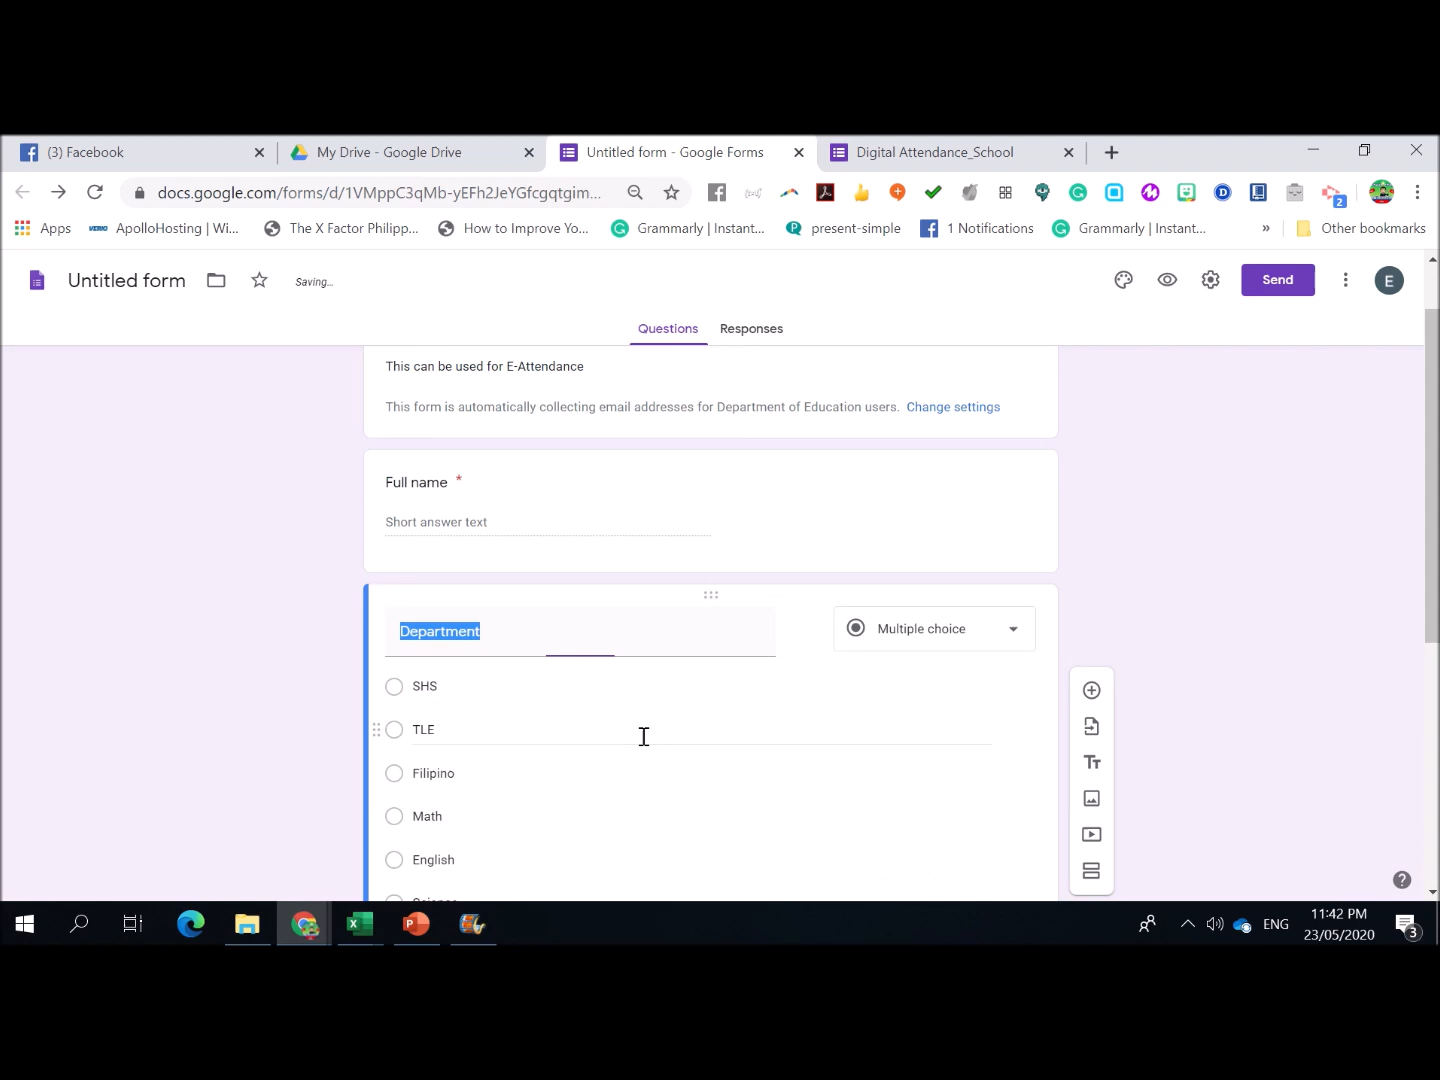 (3) Facebook
My Drive - Google Drive
Untitled form - Google Forms
Digital Attendance_School
docs.google.com/forms/d/1VMppC3qMb-yEFh2JeYGfcgqtgim...
2
Apps
ApolloHosting | Wi...
The X Factor Philipp...
How to Improve Yo...
Grammarly | Instant...
present-simple
1 Notifications
Grammarly | Instant...
»
Other bookmarks
Untitled form
Saving...
Send
E
Questions
Responses
This can be used for E-Attendance
This form is automatically collecting email addresses for Department of Education users. Change settings
Full name *
Short answer text
Department
Multiple choice
SHS
TLE
Filipino
Math
English
Tt
ENG
11:42 PM
23/05/2020
3